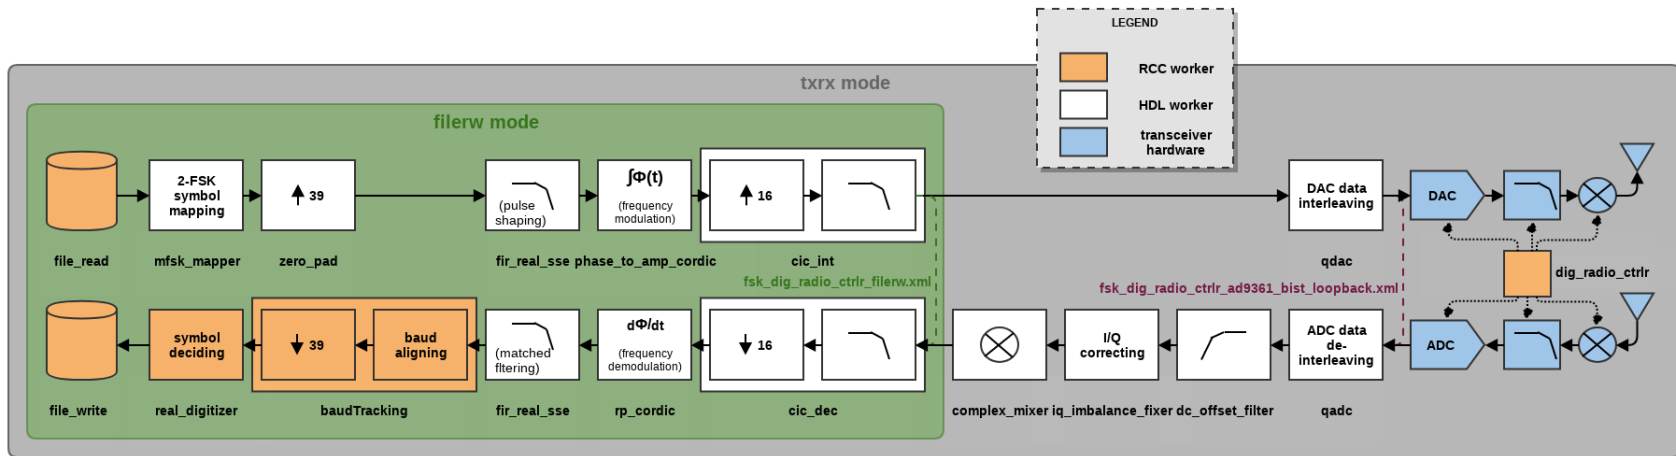 LEGEND
RCC worker
HDL worker
transceiver
hardware
txrx mode
filerw mode
2-FSK
symbol
mapping
39
(pulse
shaping)
∫Φ(t)
(frequency
modulation)
16
DAC data
interleaving
DAC
file_read
mfsk_mapper
zero_pad
fir_real_sse
phase_to_amp_cordic
cic_int
qdac
dig_radio_ctrlr
fsk_dig_radio_ctrlr_filerw.xml
fsk_dig_radio_ctrlr_ad9361_bist_loopback.xml
symbol
deciding
39
baud
aligning
(matched
fltering)
dΦ/dt
(frequency
demodulation)
16
I/Q
correcting
ADC data
de-
interleaving
ADC
file_write
real_digitizer
baudTracking
fir_real_sse
rp_cordic
cic_dec
complex_mixer
iq_imbalance_fixer
dc_offset_filter
qadc